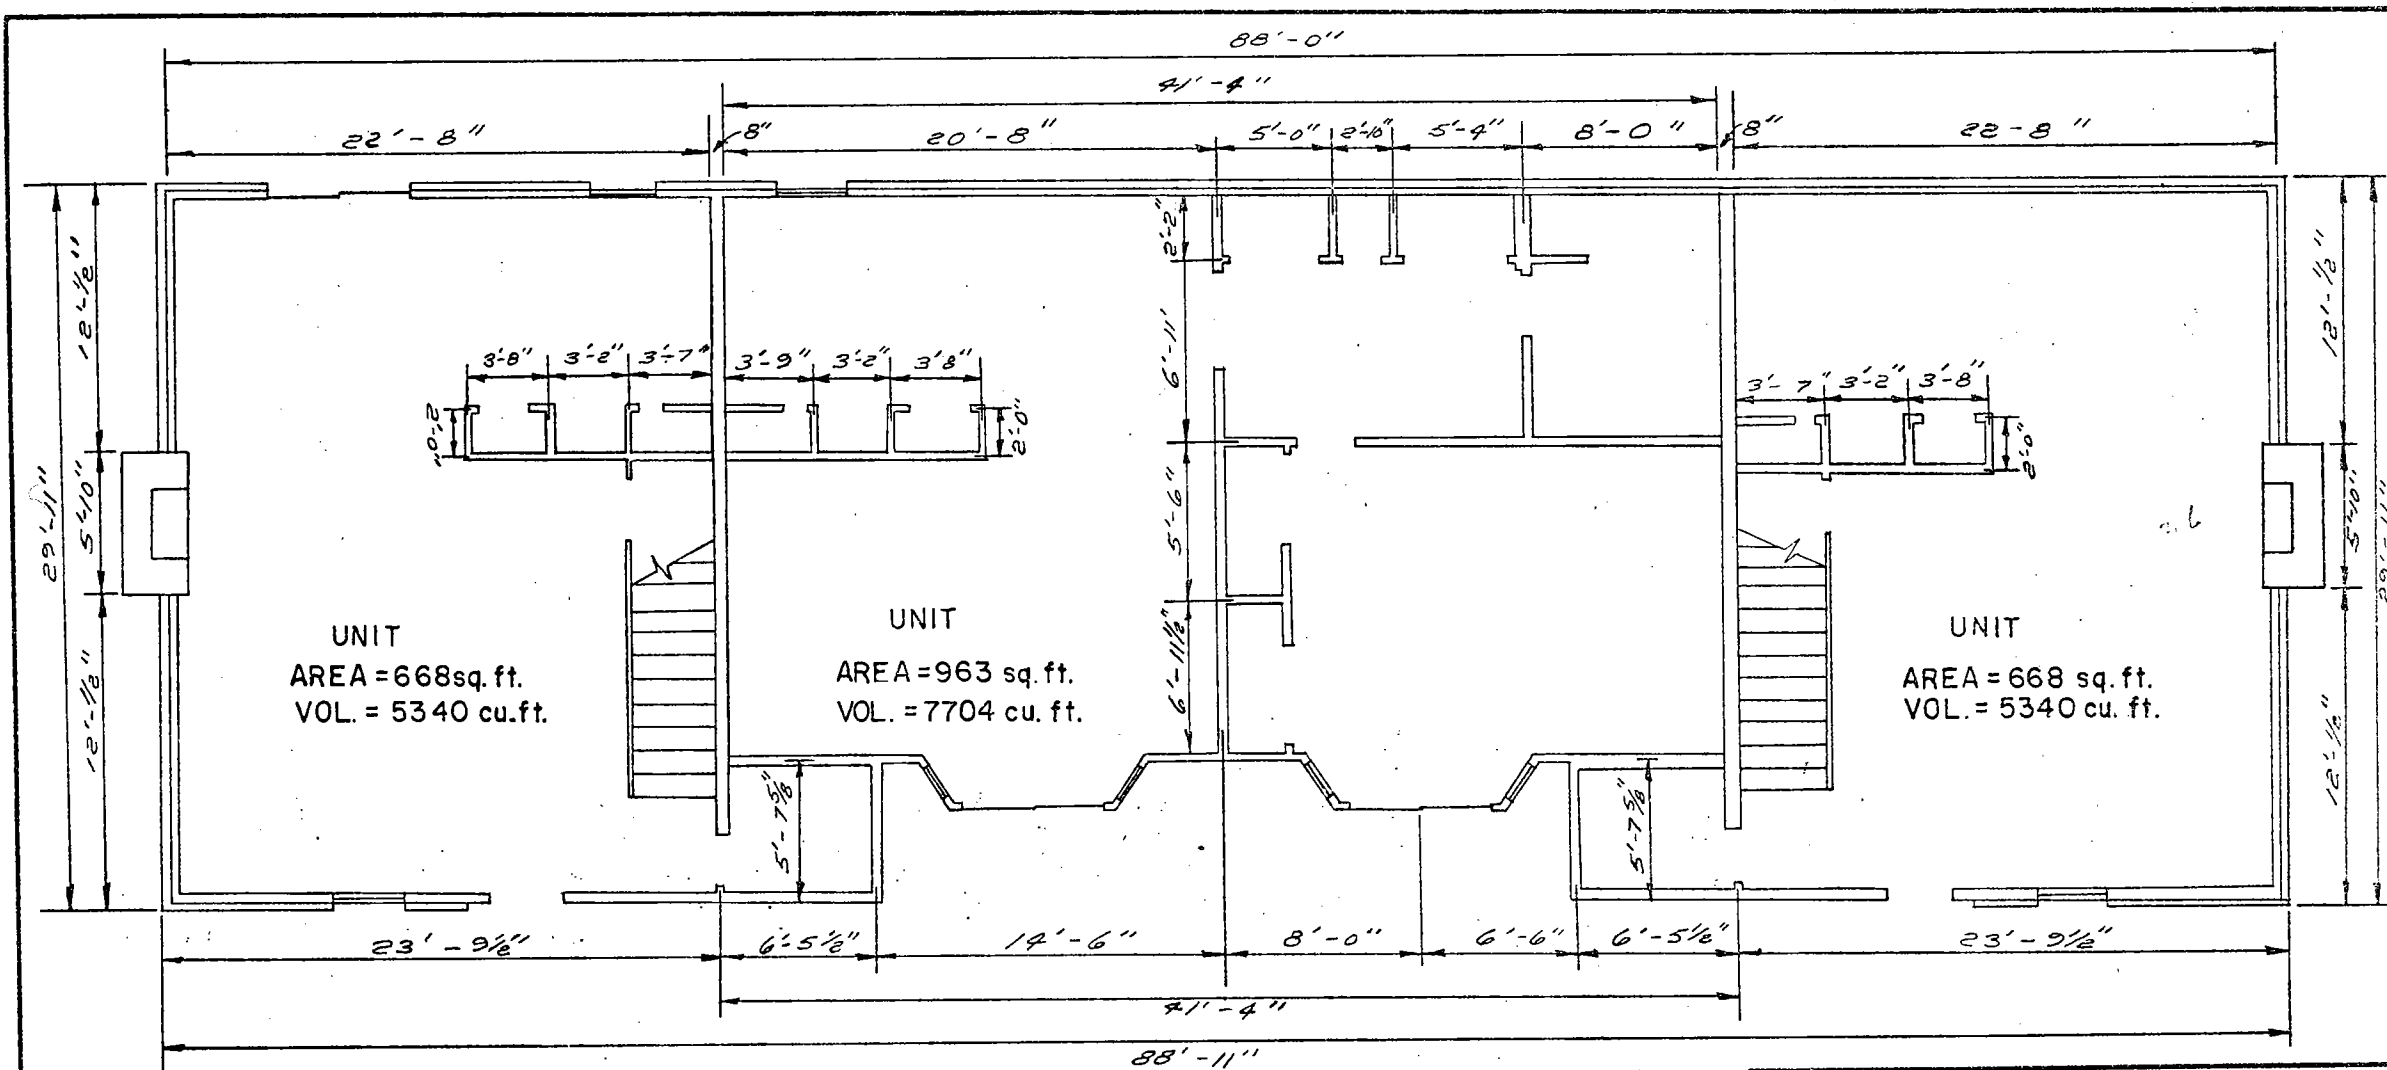 88'-0"
41'-4"
22'-8" 8" 20'-8" 5'-0" 2'-10" 5'-4" 8'-0" 8" 22-8"
2'-2"
12'-1/2" 12'-1/2"
6'-11'
3'-8" 3'-2" 3'-7" 3'-9" 3'-2" 3'8" 3'-7" 3'-2" 3'-8"
2'-0" 2'-0" 2'-0"
29'-11" 5'-10" 5'-6" 5'-10" 29'-11"
UNIT
AREA = 668sq. ft.
VOL. = 5340 cu.ft.
UNIT
AREA = 963 sq. ft.
VOL. = 7704 cu. ft.
UNIT
AREA = 668 sq. ft.
VOL. = 5340 cu. ft.
12'-1/2" 6'-11 1/2" 12'-1/2"
5'-7 5/8" 5'-7 5/8"
23'-9 1/2" 6'-5 1/2" 14'-6" 8'-0" 6'-6" 6'-5 1/2" 23'-9 1/2"
41'-4"
88'-11"